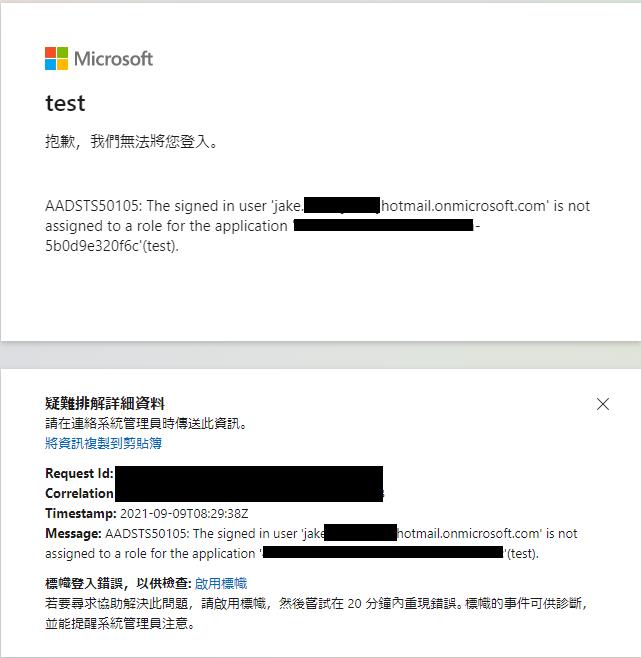 Microsoft
test
抱歉，我們無法將您登入。
AADSTS50105: The signed in user 'jake. hotmail.onmicrosoft.com' is not
assigned to a role for the application ' -
5b0d9e320f6c'(test).
疑難排解詳細資料
請在連絡系統管理員時傳送此資訊。
將資訊複製到剪貼簿
Request Id:
Correlation
Timestamp: 2021-09-09T08:29:38Z
Message: AADSTS50105: The signed in user 'jake hotmail.onmicrosoft.com' is not
assigned to a role for the application ' '(test).
標幟登入錯誤，以供檢查: 啟用標幟
若要尋求協助解決此問題，請啟用標幟，然後嘗試在 20 分鐘內重現錯誤。標幟的事件可供診斷，
並能提醒系統管理員注意。